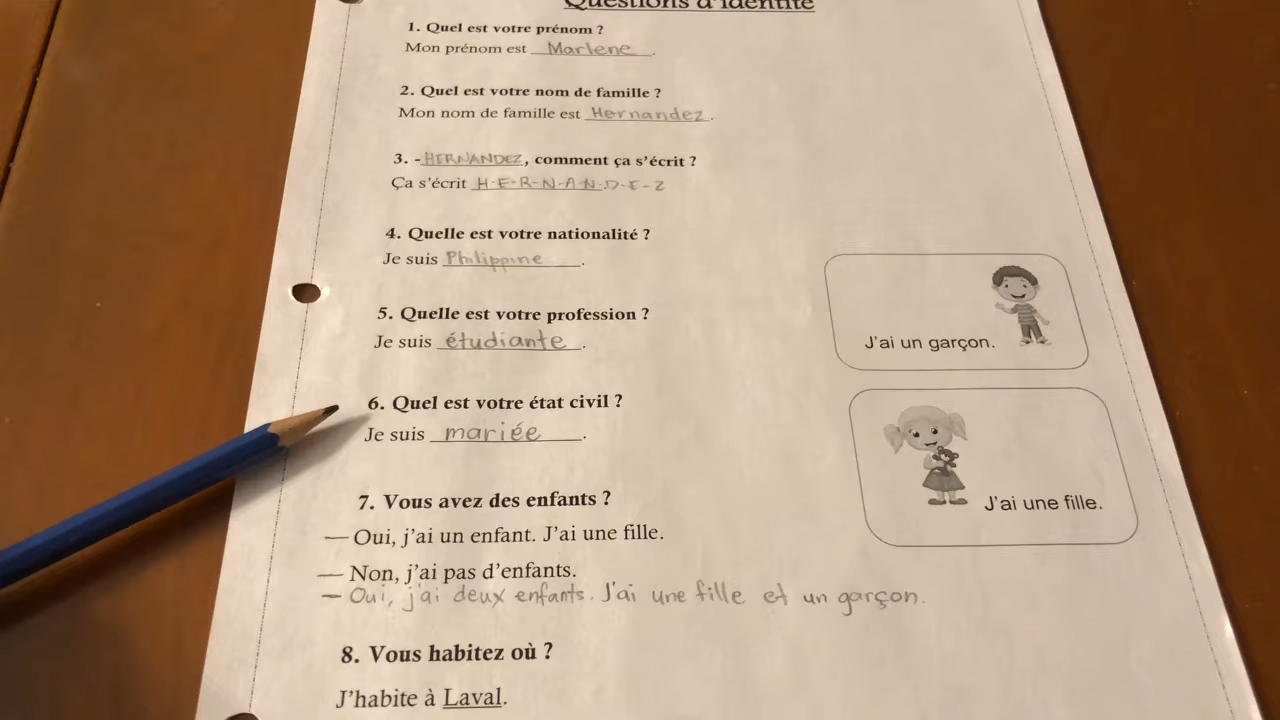 Questions d'identité
1. Quel est votre prénom ?
Mon prénom est Marlene.
2. Quel est votre nom de famille ?
Mon nom de famille est Hernandez.
3. -HERNANDEZ, comment ça s'écrit ?
Ça s'écrit H-E-R-N-A-N-D-E-Z
4. Quelle est votre nationalité ?
Je suis Philippine.
5. Quelle est votre profession ?
Je suis étudiante.
6. Quel est votre état civil ?
Je suis mariée.
7. Vous avez des enfants ?
— Oui, j'ai un enfant. J'ai une fille.
— Non, j'ai pas d'enfants.
— Oui, j'ai deux enfants. J'ai une fille et un garçon.
8. Vous habitez où ?
J'habite à Laval.
J'ai un garçon.
J'ai une fille.